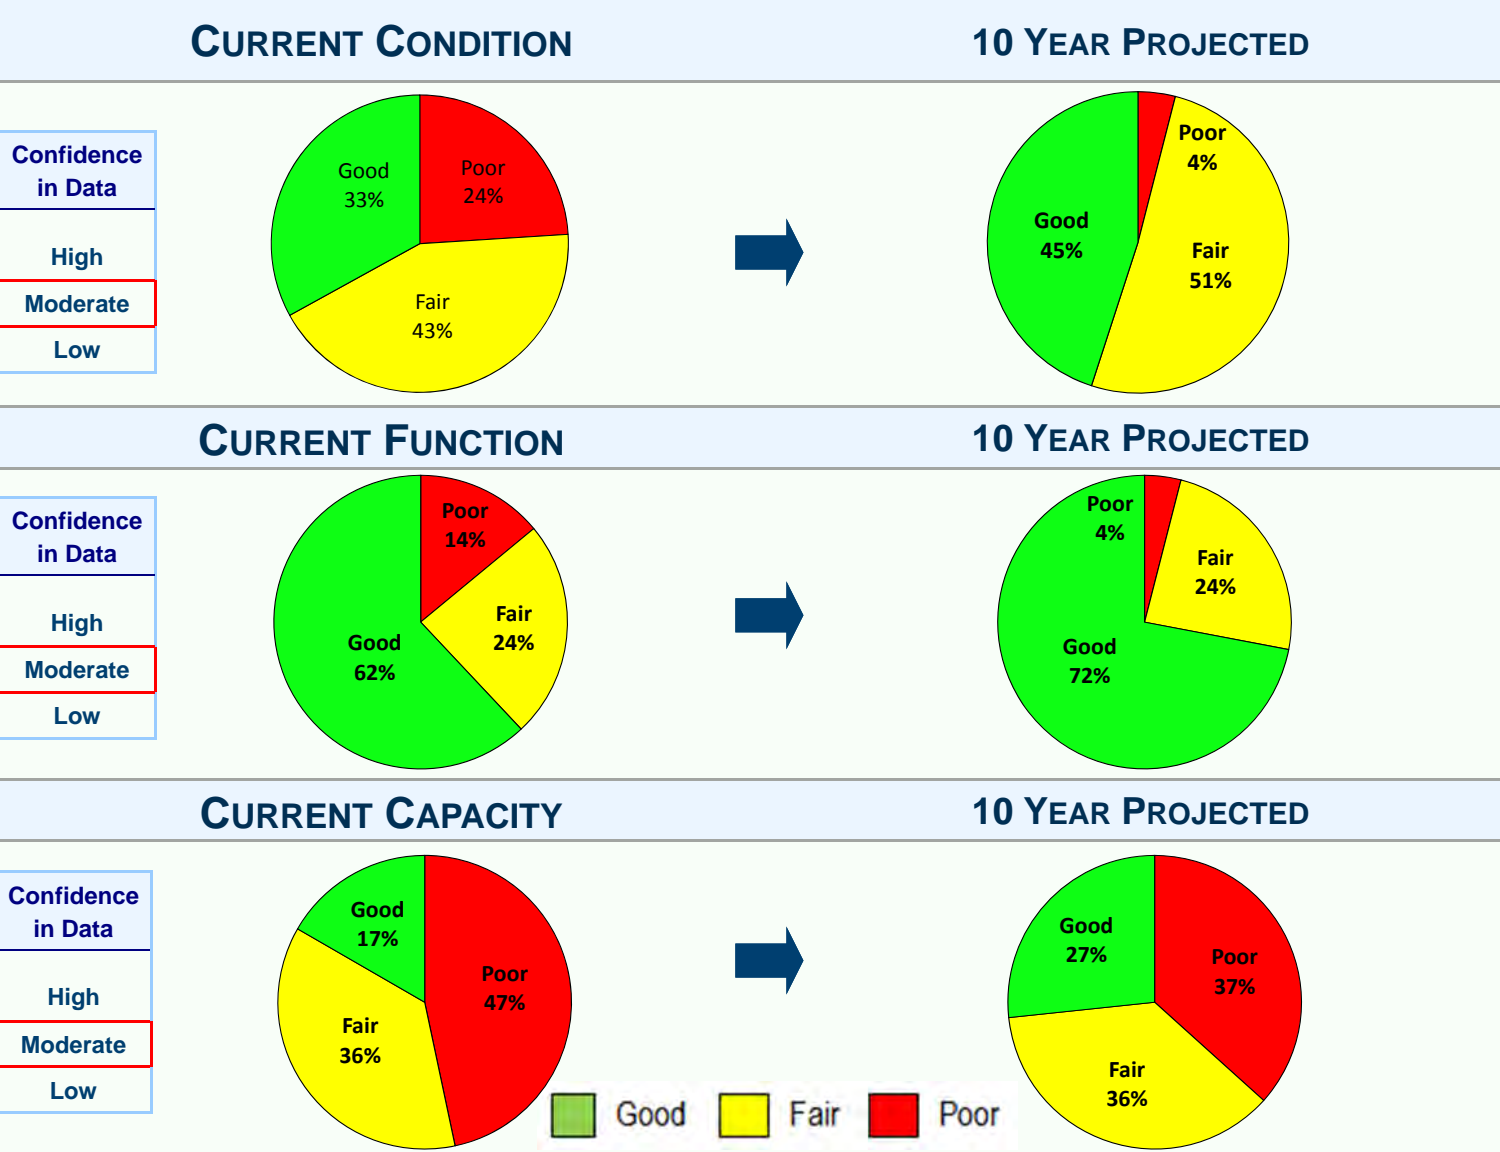 CURRENT CONDITION
10 YEAR PROJECTED
Confidence
in Data
High
Moderate
Low
Good
33%
Poor
24%
Fair
43%
Poor
4%
Good
45%
Fair
51%
CURRENT FUNCTION
10 YEAR PROJECTED
Confidence
in Data
High
Moderate
Low
Poor
14%
Fair
24%
Good
62%
Poor
4%
Fair
24%
Good
72%
CURRENT CAPACITY
10 YEAR PROJECTED
Confidence
in Data
High
Moderate
Low
Good
17%
Poor
47%
Fair
36%
Good
27%
Poor
37%
Fair
36%
Good Fair Poor